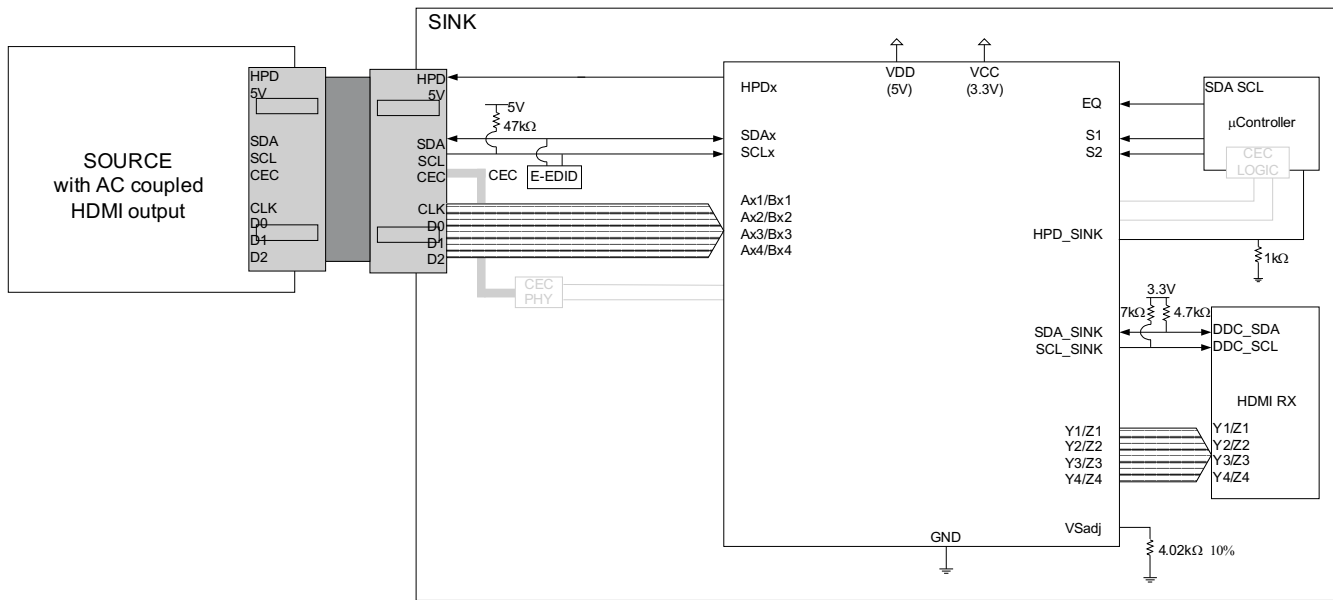 SINK
SOURCE
with AC coupled
HDMI output
HPD
5V
SDA
SCL
CEC
CLK
D0
D1
D2
HPD
5V
SDA
SCL
CEC
CLK
D0
D1
D2
5V
47kΩ
CEC
E-EDID
CEC
PHY
HPDx
SDAx
SCLx
Ax1/Bx1
Ax2/Bx2
Ax3/Bx3
Ax4/Bx4
VDD
(5V)
VCC
(3.3V)
EQ
S1
S2
HPD_SINK
SDA_SINK
SCL_SINK
Y1/Z1
Y2/Z2
Y3/Z3
Y4/Z4
VSadj
GND
SDA SCL
μController
CEC
LOGIC
1kΩ
3.3V
7kΩ
4.7kΩ
DDC_SDA
DDC_SCL
HDMI RX
Y1/Z1
Y2/Z2
Y3/Z3
Y4/Z4
4.02kΩ 10%